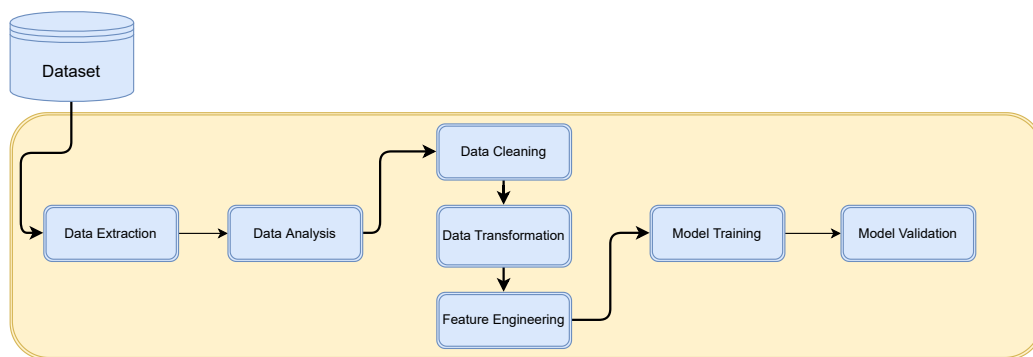 Dataset
Data Extraction
Data Analysis
Data Cleaning
Data Transformation
Feature Engineering
Model Training
Model Validation